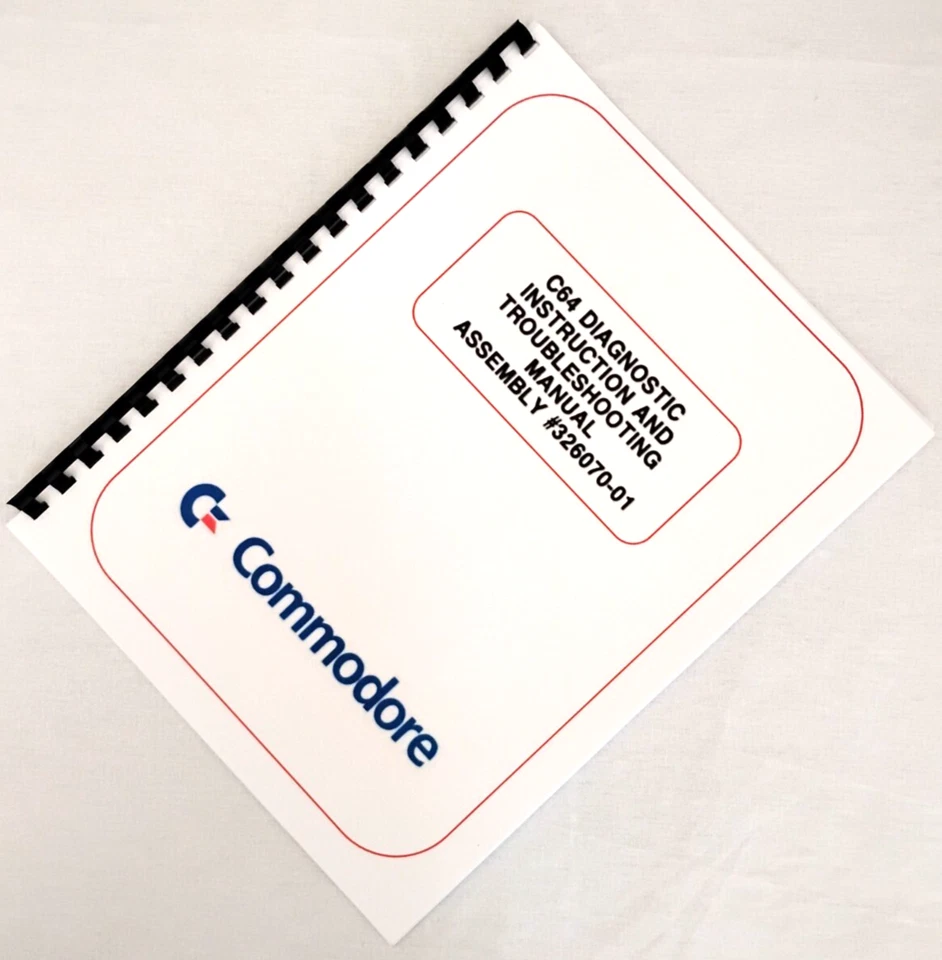 C64 DIAGNOSTIC
INSTRUCTION AND
TROUBLESHOOTING
MANUAL
ASSEMBLY #326070-01
Commodore